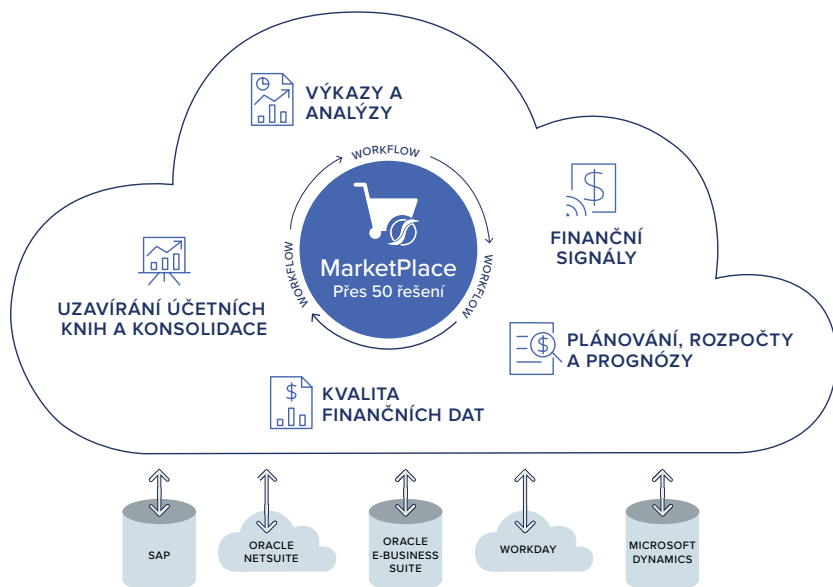 VÝKAZY A
ANALÝZY
WORKFLOW
FINANČNÍ
SIGNÁLY
WORKFLOW
MarketPlace
Přes 50 řešení
WORKFLOW
UZAVÍRÁNÍ ÚČETNÍCH
KNIH A KONSOLIDACE
PLÁNOVÁNÍ, ROZPOČTY
A PROGNÓZY
KVALITA
FINANČNÍCH DAT
SAP
ORACLE
NETSUITE
ORACLE
E-BUSINESS
SUITE
WORKDAY
MICROSOFT
DYNAMICS